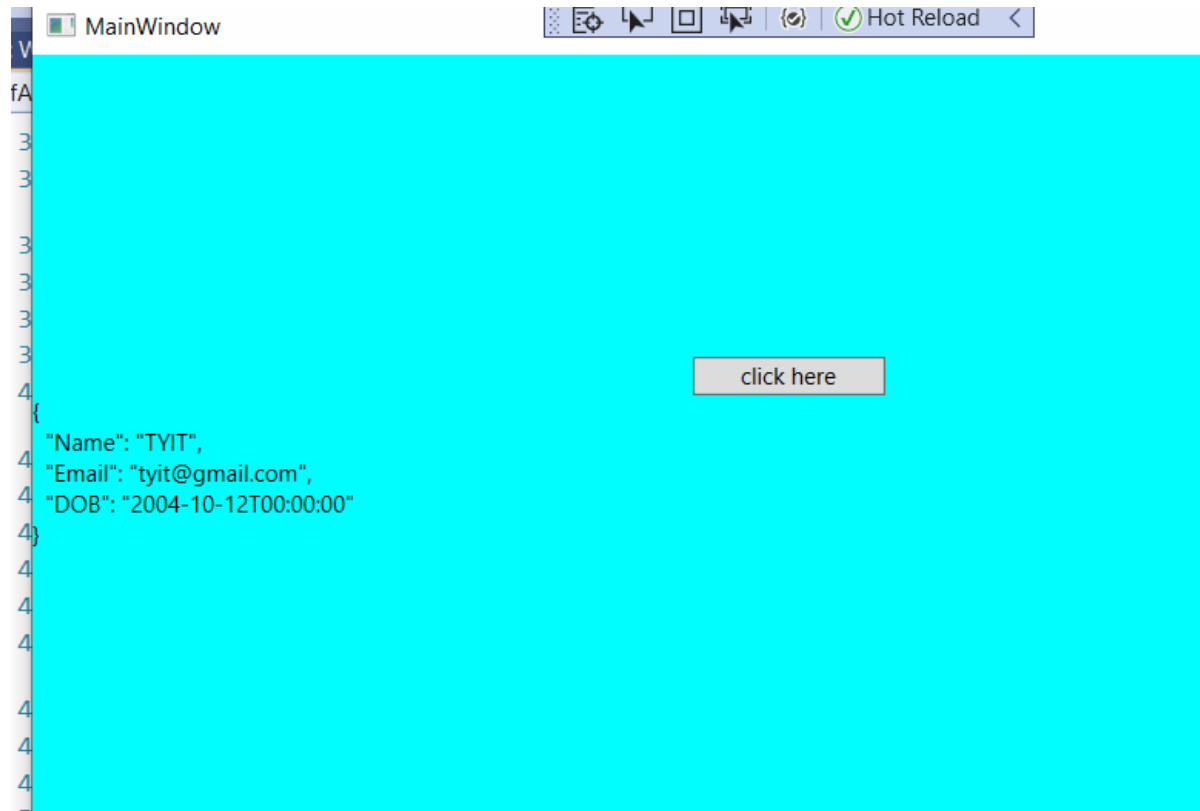 MainWindow
Hot Reload
click here
{
"Name": "TYIT",
"Email": "tyit@gmail.com",
"DOB": "2004-10-12T00:00:00"
}